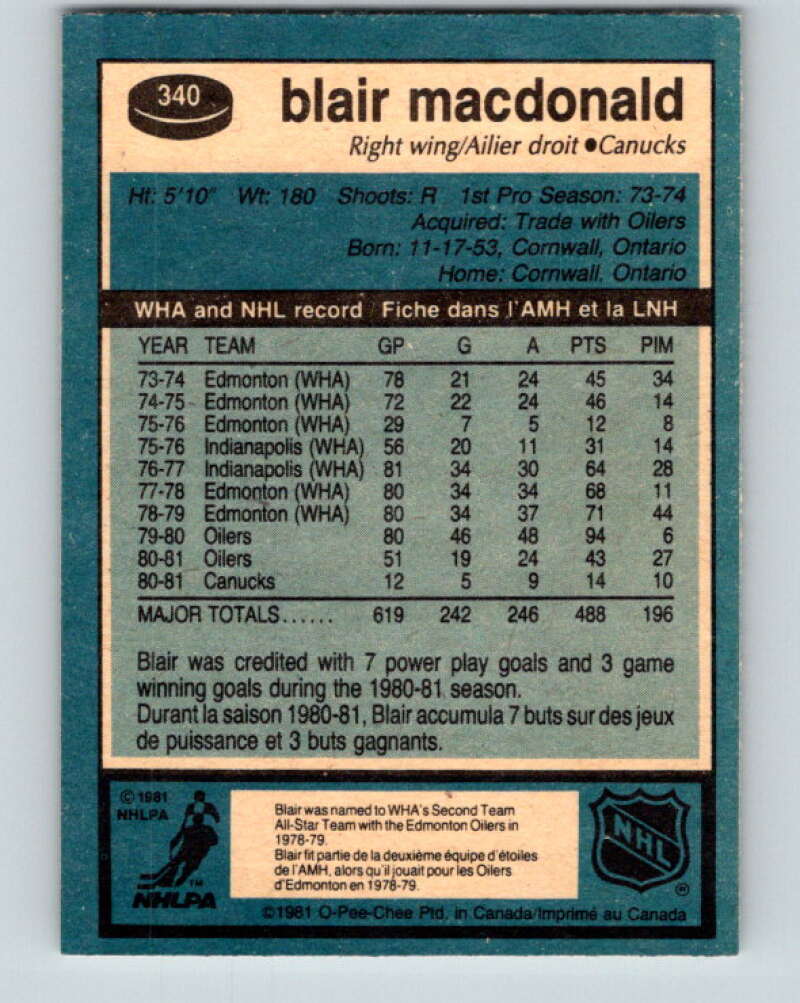 340
blair macdonald
Right wing/Ailier droit ●Canucks
Ht: 5'10" Wt: 180 Shoots: R 1st Pro Season: 73-74
Acquired: Trade with Oilers
Born: 11-17-53, Cornwall, Ontario
Home: Cornwall, Ontario
WHA and NHL record / Fiche dans l'AMH et la LNH
YEAR TEAM GP G A PTS PIM
73-74 Edmonton (WHA) 78 21 24 45 34
74-75 Edmonton (WHA) 72 22 24 46 14
75-76 Edmonton (WHA) 29 7 5 12 8
75-76 Indianapolis (WHA) 56 20 11 31 14
76-77 Indianapolis (WHA) 81 34 30 64 28
77-78 Edmonton (WHA) 80 34 34 68 11
78-79 Edmonton (WHA) 80 34 37 71 44
79-80 Oilers 80 46 48 94 6
80-81 Oilers 51 19 24 43 27
80-81 Canucks 12 5 9 14 10
MAJOR TOTALS...... 619 242 246 488 196
Blair was credited with 7 power play goals and 3 game
winning goals during the 1980-81 season.
Durant la saison 1980-81, Blair accumula 7 buts sur des jeux
de puissance et 3 buts gagnants.
© 1981
NHLPA
TM
NHLPA
Blair was named to WHA's Second Team
All-Star Team with the Edmonton Oilers in
1978-79.
Blair fit partie de la deuxième équipe d'étoiles
de l'AMH, alors qu'il jouait pour les Oilers
d'Edmonton en 1978-79.
NHL
®
©1981 O-Pee-Chee Ptd. in Canada/Imprimé au Canada